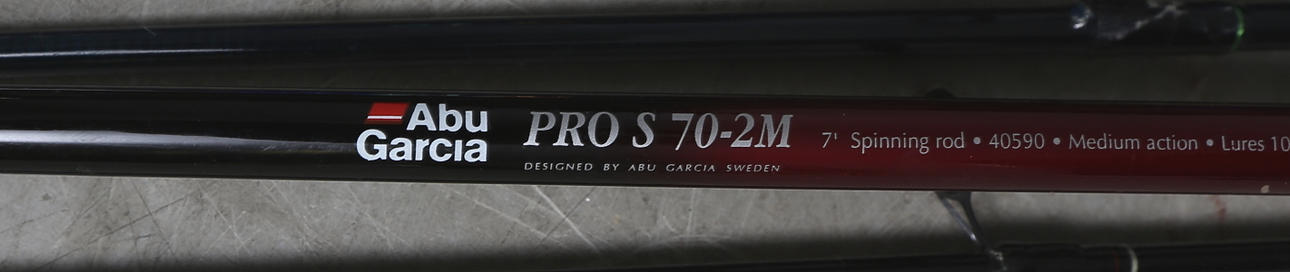 Abu
Garcia
PRO S 70-2M
DESIGNED BY ABU GARCIA SWEDEN
7' Spinning rod • 40590 • Medium action • Lures 10